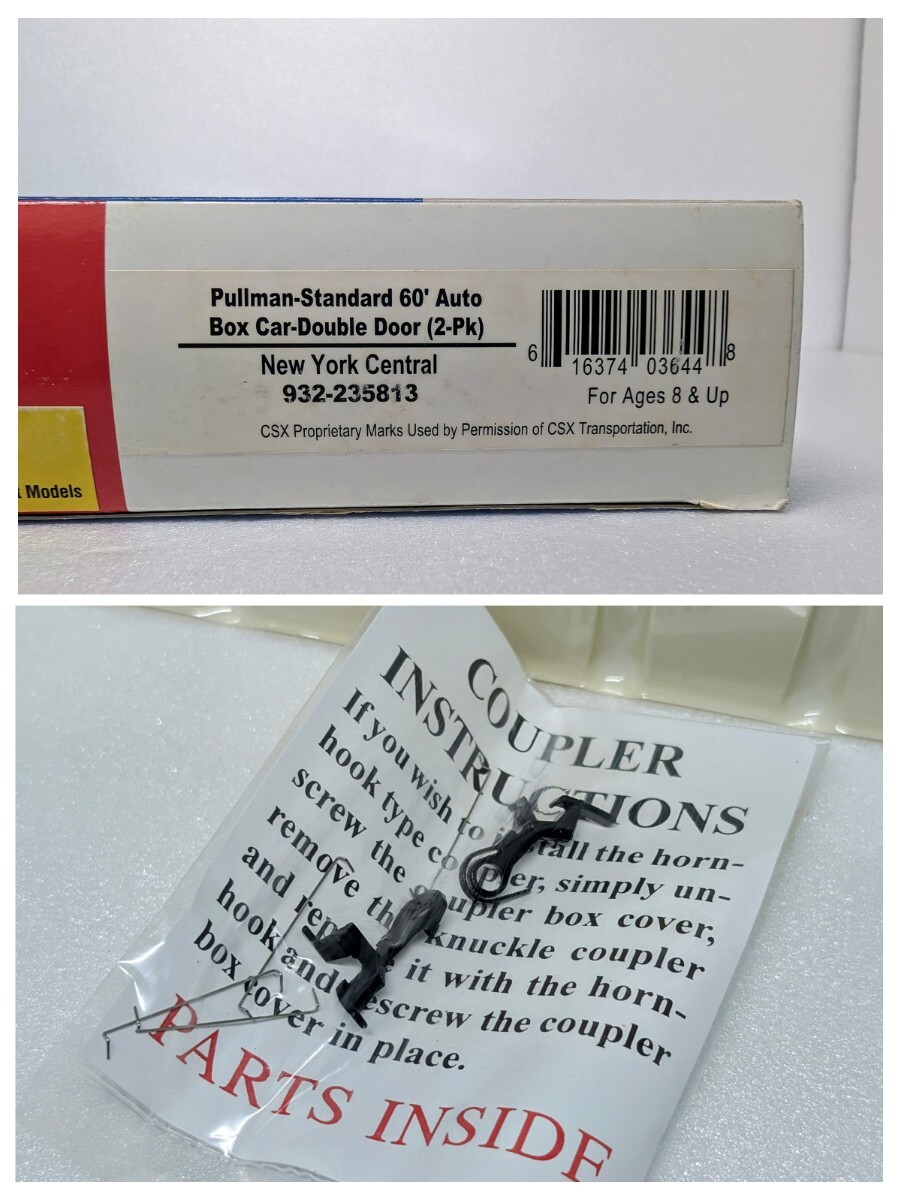 Pullman-Standard 60' Auto
Box Car-Double Door (2-Pk)
New York Central
932-235813
6 16374 03644 8
For Ages 8 & Up
CSX Proprietary Marks Used by Permission of CSX Transportation, Inc.
Models
COUPLER
INSTRUCTIONS
If you wish to install the horn-
hook type coupler, simply un-
screw the coupler box cover,
remove the knuckle coupler
and rep it with the horn-
hook and rescrew the coupler
box cover in place.
PARTS INSIDE